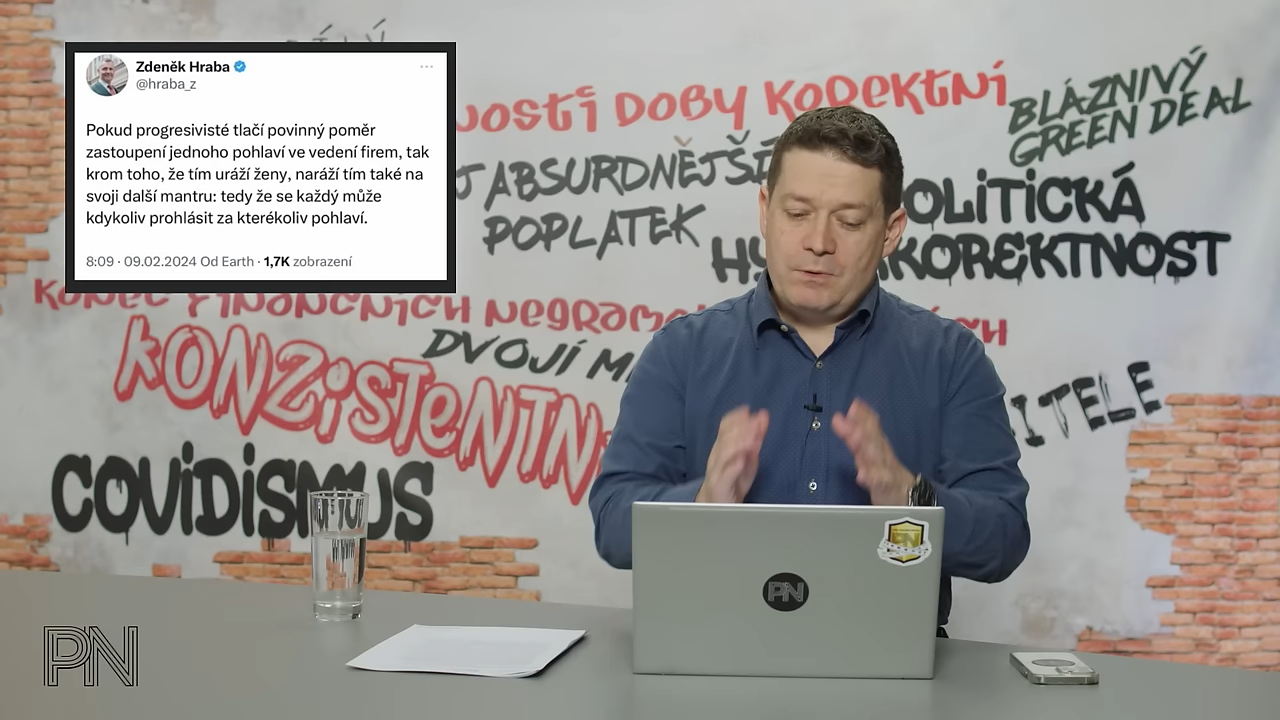 Zdeněk Hraba
@hraba_z
Pokud progresivisté tlačí povinný poměr
zastoupení jednoho pohlaví ve vedení firem, tak
krom toho, že tím uráží ženy, naráží tím také na
svoji další mantru: tedy že se každý může
kdykoliv prohlásit za kterékoliv pohlaví.
8:09 · 09.02.2024 Od Earth · 1,7K zobrazení
DOBY KOREKTNÍ
BLÁZNIVÝ
GREEN DEAL
ABSURDNĚJŠÍ
POPLATEK
POLITICKÁ
KOREKTNOST
KONEC FINANČNÍCH
DVOJÍ
KONZISTENTN
COVIDISMUS
PN
PN